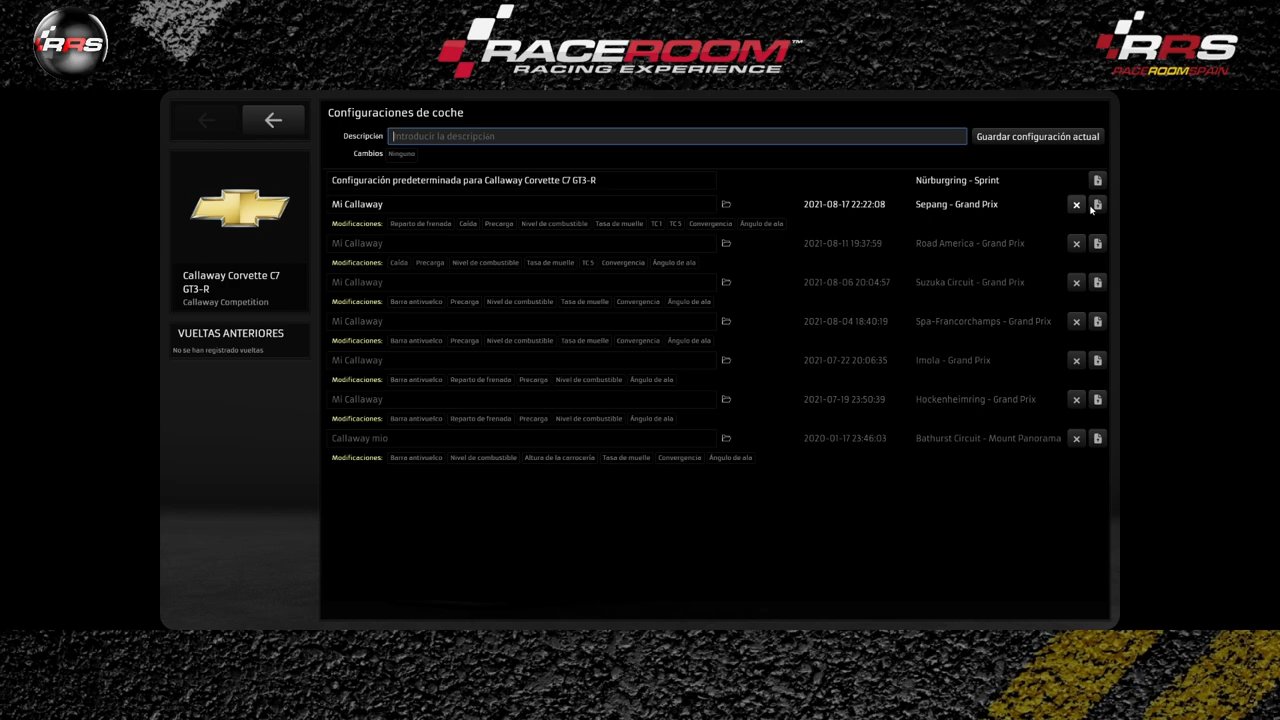 RRS
RACEROOM™
RACING EXPERIENCE
RRS
RACEROOMSPAIN
Configuraciones de coche
Descripción Introducir la descripción Guardar configuración actual
Cambios Ninguno
Callaway Corvette C7
GT3-R
Callaway Competition
VUELTAS ANTERIORES
No se han registrado vueltas
Configuración predeterminada para Callaway Corvette C7 GT3-R Nürburgring - Sprint
Mi Callaway 2021-08-17 22:22:08 Sepang - Grand Prix
Modificaciones: Reparto de frenada Caída Precarga Nivel de combustible Tasa de muelle TC 1 TC 5 Convergencia Ángulo de ala
Mi Callaway 2021-08-11 19:37:59 Road America - Grand Prix
Modificaciones: Caída Precarga Nivel de combustible Tasa de muelle TC 5 Convergencia Ángulo de ala
Mi Callaway 2021-08-06 20:04:57 Suzuka Circuit - Grand Prix
Modificaciones: Barra antivuelco Precarga Nivel de combustible Tasa de muelle Convergencia Ángulo de ala
Mi Callaway 2021-08-04 18:40:19 Spa-Francorchamps - Grand Prix
Modificaciones: Barra antivuelco Precarga Nivel de combustible Tasa de muelle Convergencia Ángulo de ala
Mi Callaway 2021-07-22 20:06:35 Imola - Grand Prix
Modificaciones: Barra antivuelco Reparto de frenada Precarga Nivel de combustible Ángulo de ala
Mi Callaway 2021-07-19 23:50:39 Hockenheimring - Grand Prix
Modificaciones: Barra antivuelco Reparto de frenada Precarga Nivel de combustible Ángulo de ala
Callaway mio 2020-01-17 23:46:03 Bathurst Circuit - Mount Panorama
Modificaciones: Barra antivuelco Nivel de combustible Altura de la carrocería Tasa de muelle Convergencia Ángulo de ala